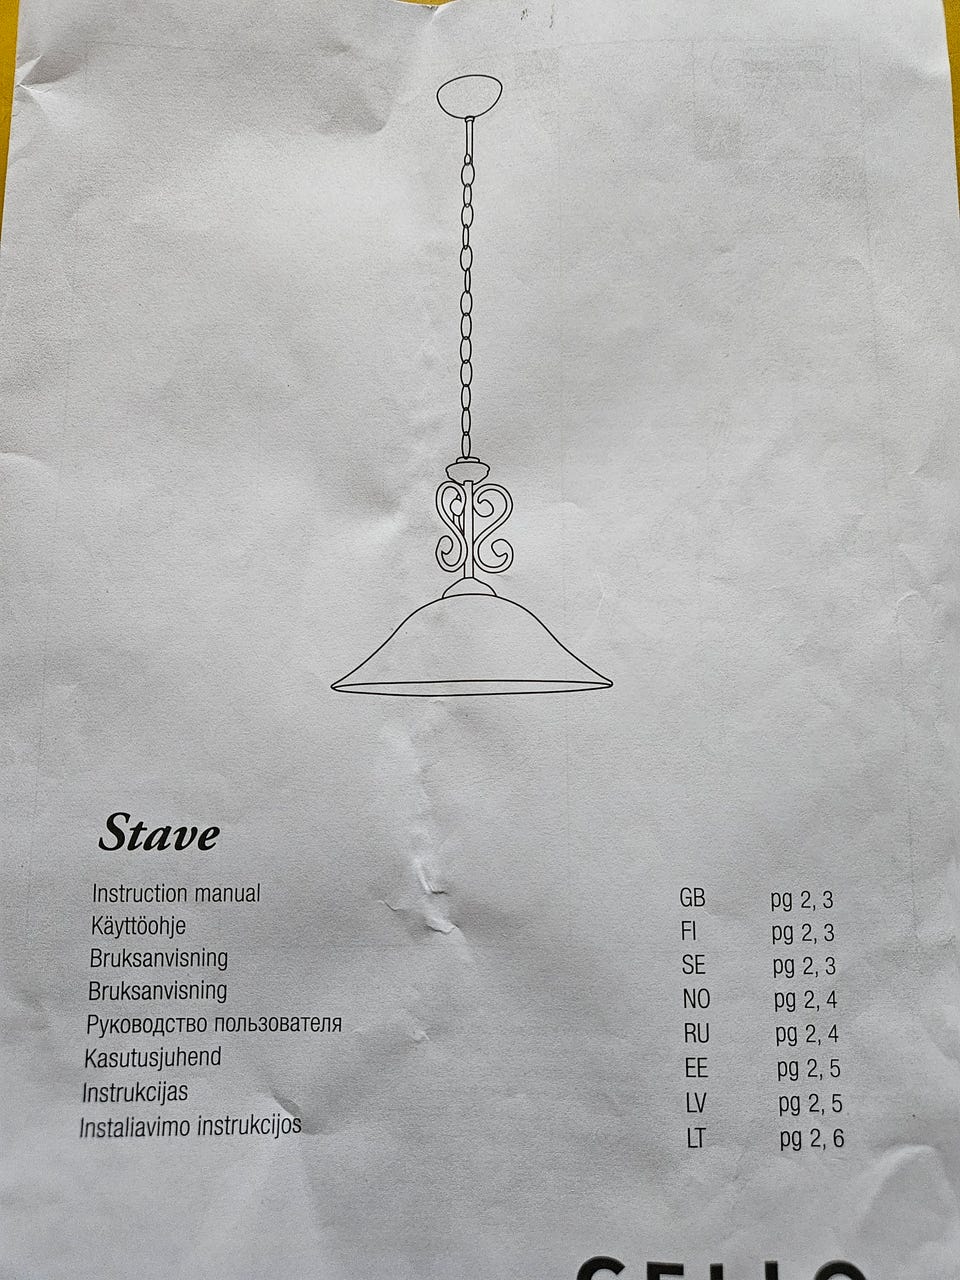 Stave
Instruction manual GB pg 2, 3
Käyttöohje FI pg 2, 3
Bruksanvisning SE pg 2, 3
Bruksanvisning NO pg 2, 4
Руководство пользователя RU pg 2, 4
Kasutusjuhend EE pg 2, 5
Instrukcijas LV pg 2, 5
Instaliavimo instrukcijos LT pg 2, 6
CELLO